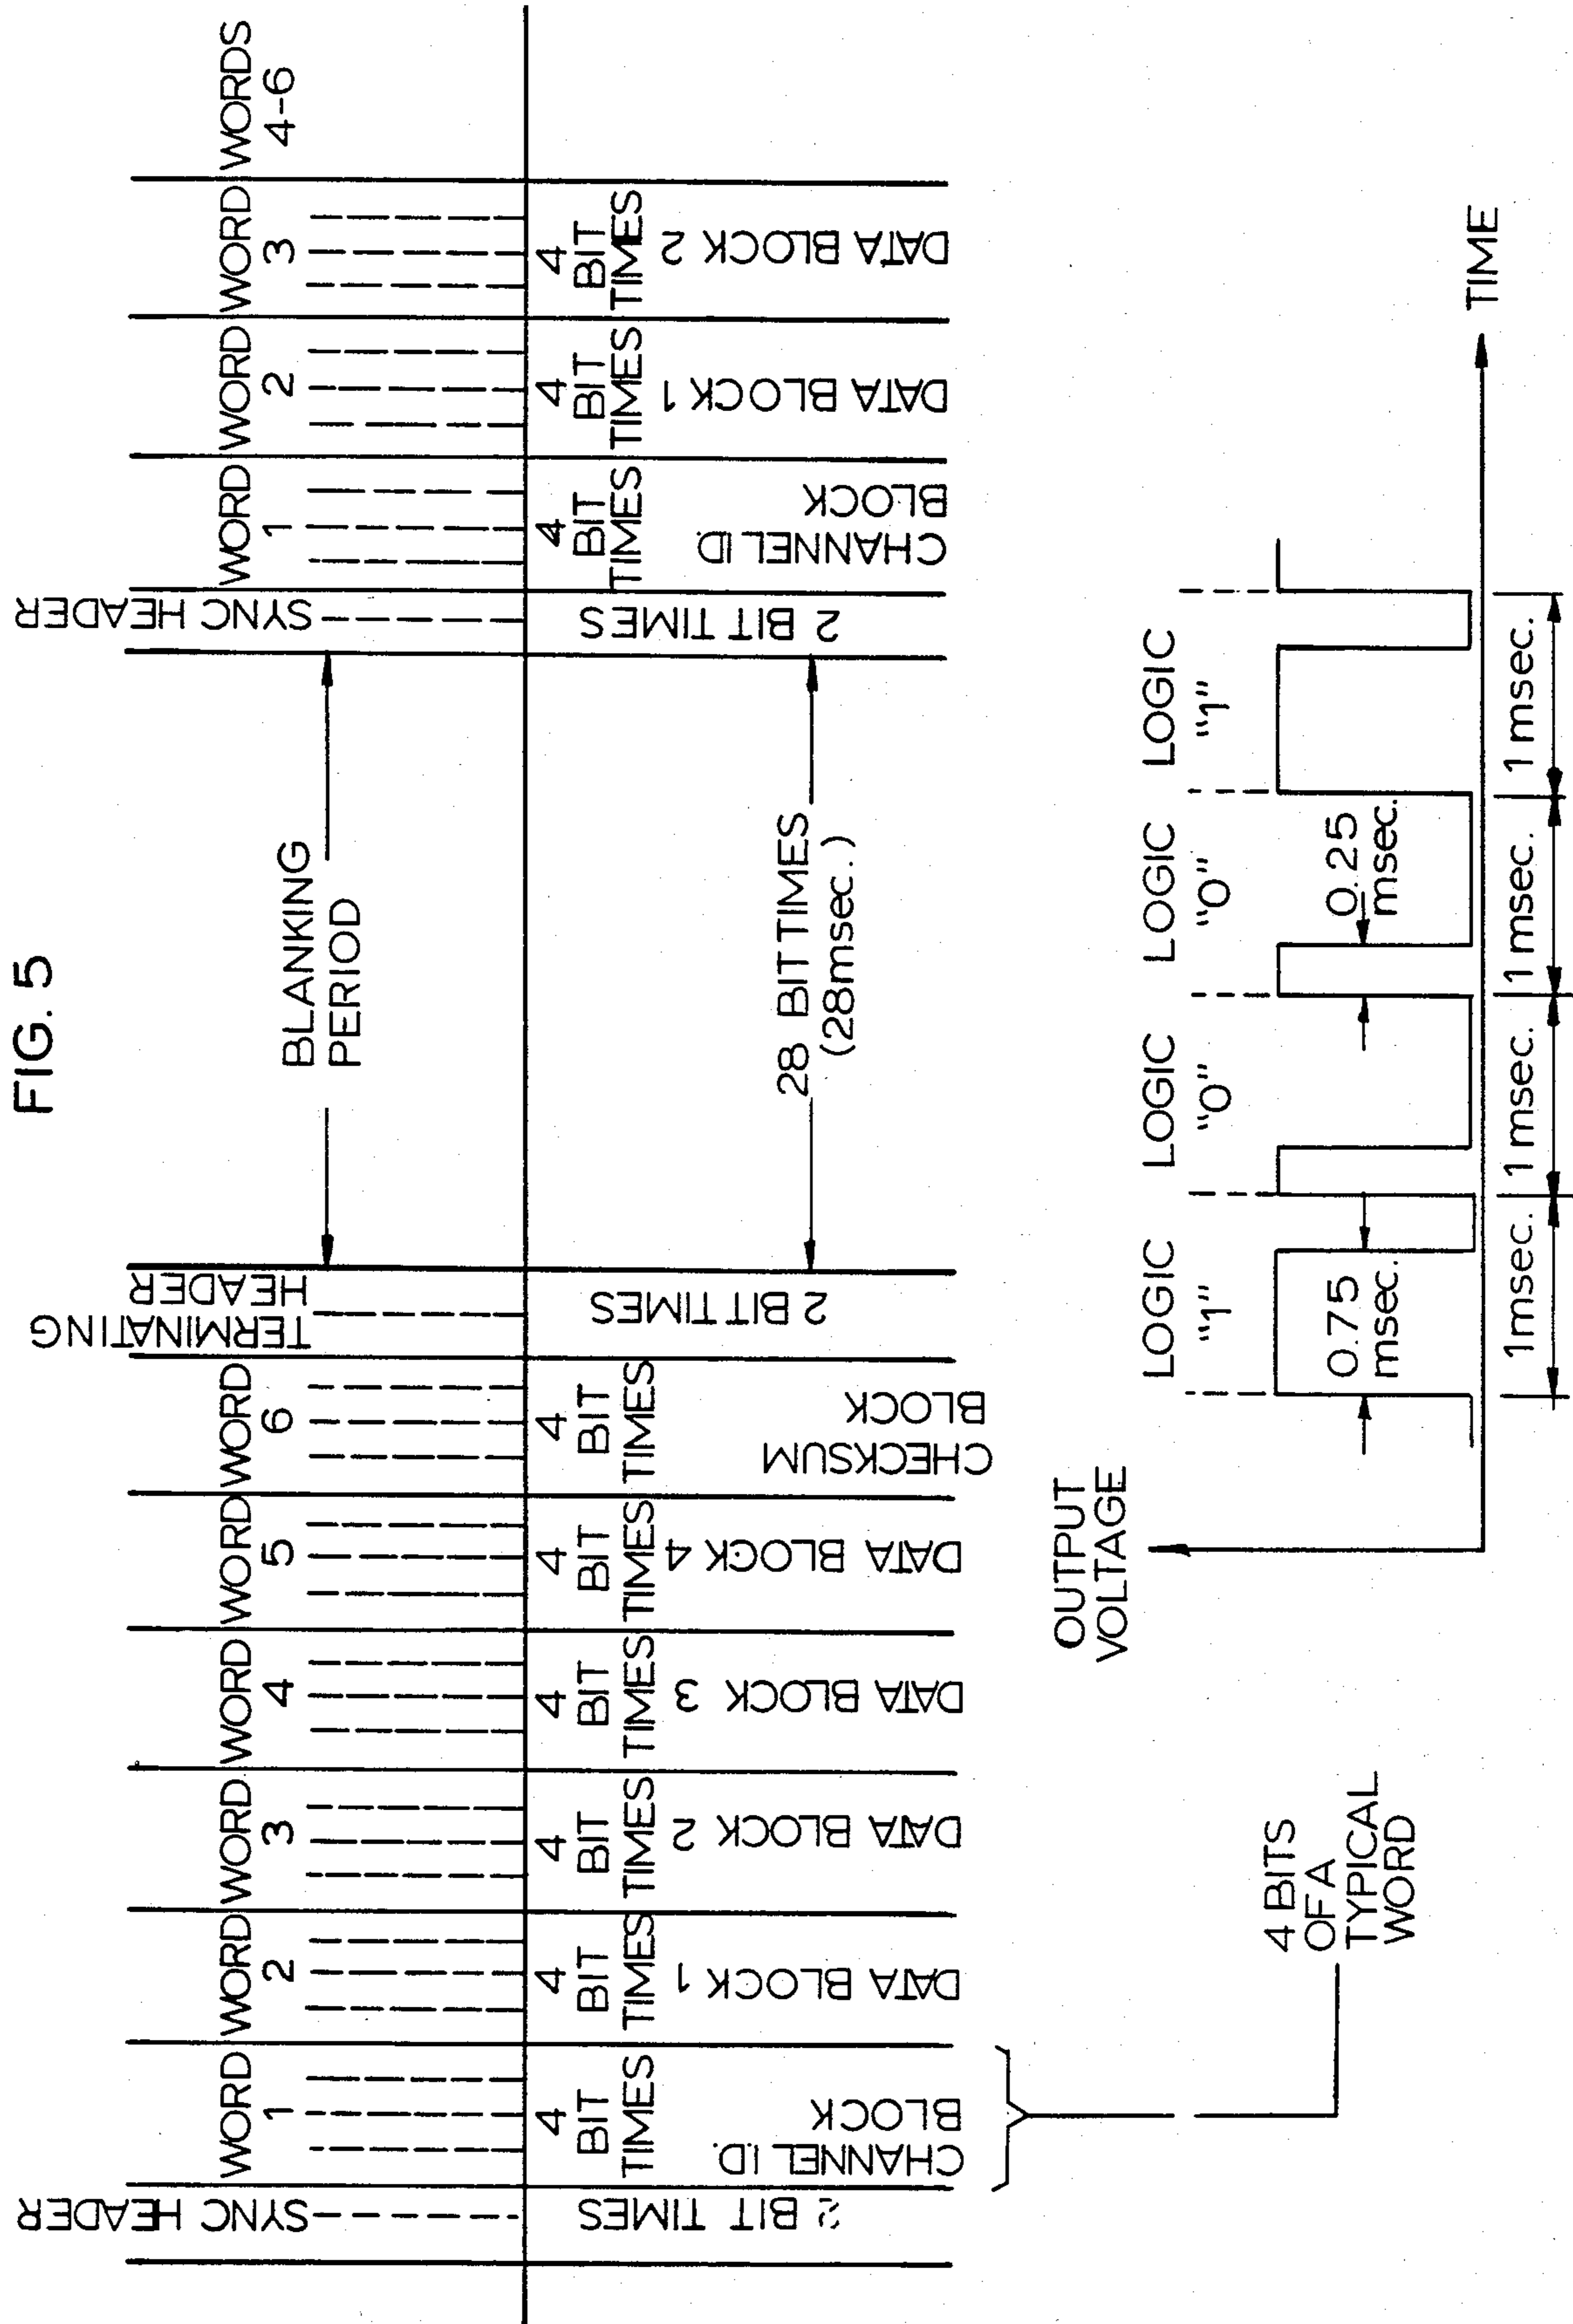 FIG. 5
SYNC HEADER
WORD
1
WORD
2
WORD
3
WORD
4
WORD
5
WORD
6
TERMINATING
HEADER
BLANKING
PERIOD
SYNC HEADER
WORD
1
WORD
2
WORD
3
WORDS
4-6
2 BIT TIMES
4
BIT
TIMES
4
BIT
TIMES
4
BIT
TIMES
4
BIT
TIMES
4
BIT
TIMES
4
BIT
TIMES
2 BIT TIMES
28 BIT TIMES
(28msec.)
2 BIT TIMES
4
BIT
TIMES
4
BIT
TIMES
4
BIT
TIMES
CHANNEL I.D.
BLOCK
DATA BLOCK 1
DATA BLOCK 2
DATA BLOCK 3
DATA BLOCK 4
CHECKSUM
BLOCK
CHANNEL ID.
BLOCK
DATA BLOCK 1
DATA BLOCK 2
4 BITS
OF A
TYPICAL
WORD
OUTPUT
VOLTAGE
LOGIC
"1"
LOGIC
"0"
LOGIC
"0"
LOGIC
"1"
0.75
msec.
0.25
msec.
1msec.
1 msec.
1 msec.
1 msec.
TIME